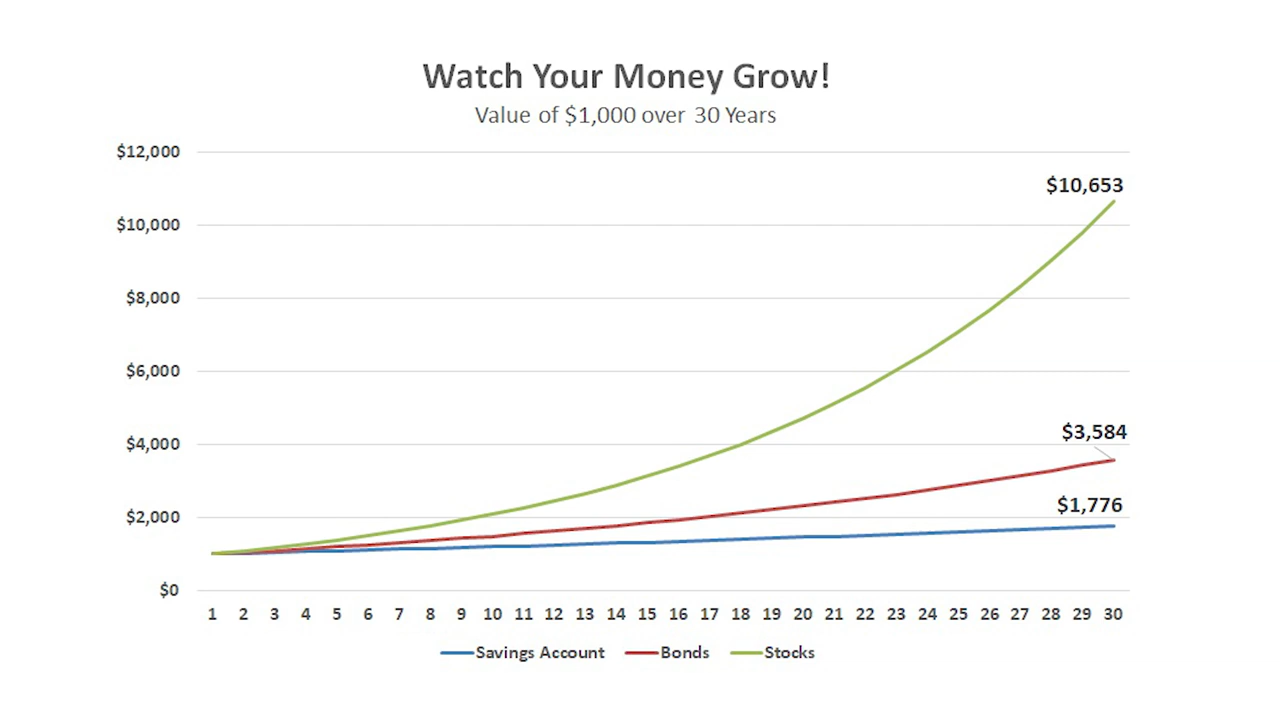 Watch Your Money Grow!
Value of $1,000 over 30 Years
$12,000
$10,653
$10,000
$8,000
$6,000
$4,000
$3,584
$2,000
$1,776
$0
1 2 3 4 5 6 7 8 9 10 11 12 13 14 15 16 17 18 19 20 21 22 23 24 25 26 27 28 29 30
Savings Account Bonds Stocks